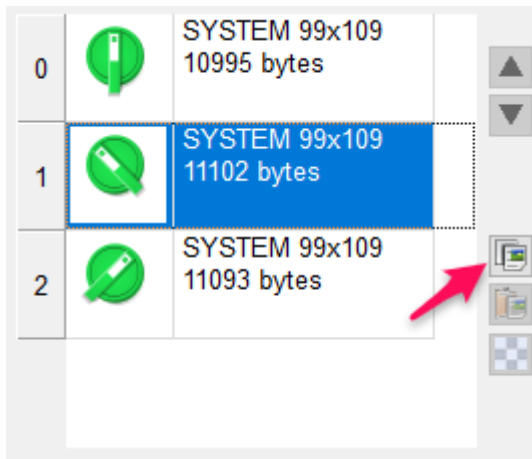 0
SYSTEM 99x109
10995 bytes
1
SYSTEM 99x109
11102 bytes
2
SYSTEM 99x109
11093 bytes